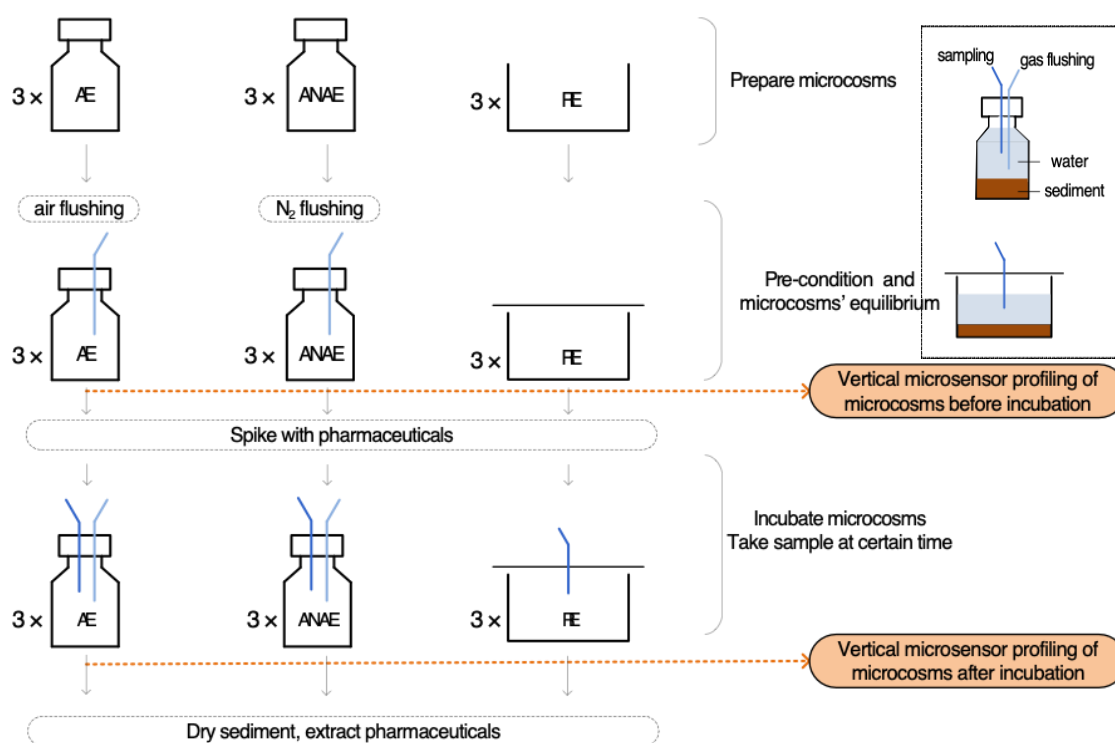 3 × AE
3 × ANAE
3 × RE
Prepare microcosms
sampling
gas flushing
water
sediment
air flushing
N₂ flushing
3 × AE
3 × ANAE
3 × RE
Pre-condition and
microcosms' equilibrium
Vertical microsensor profiling of
microcosms before incubation
Spike with pharmaceuticals
3 × AE
3 × ANAE
3 × RE
Incubate microcosms
Take sample at certain time
Vertical microsensor profiling of
microcosms after incubation
Dry sediment, extract pharmaceuticals